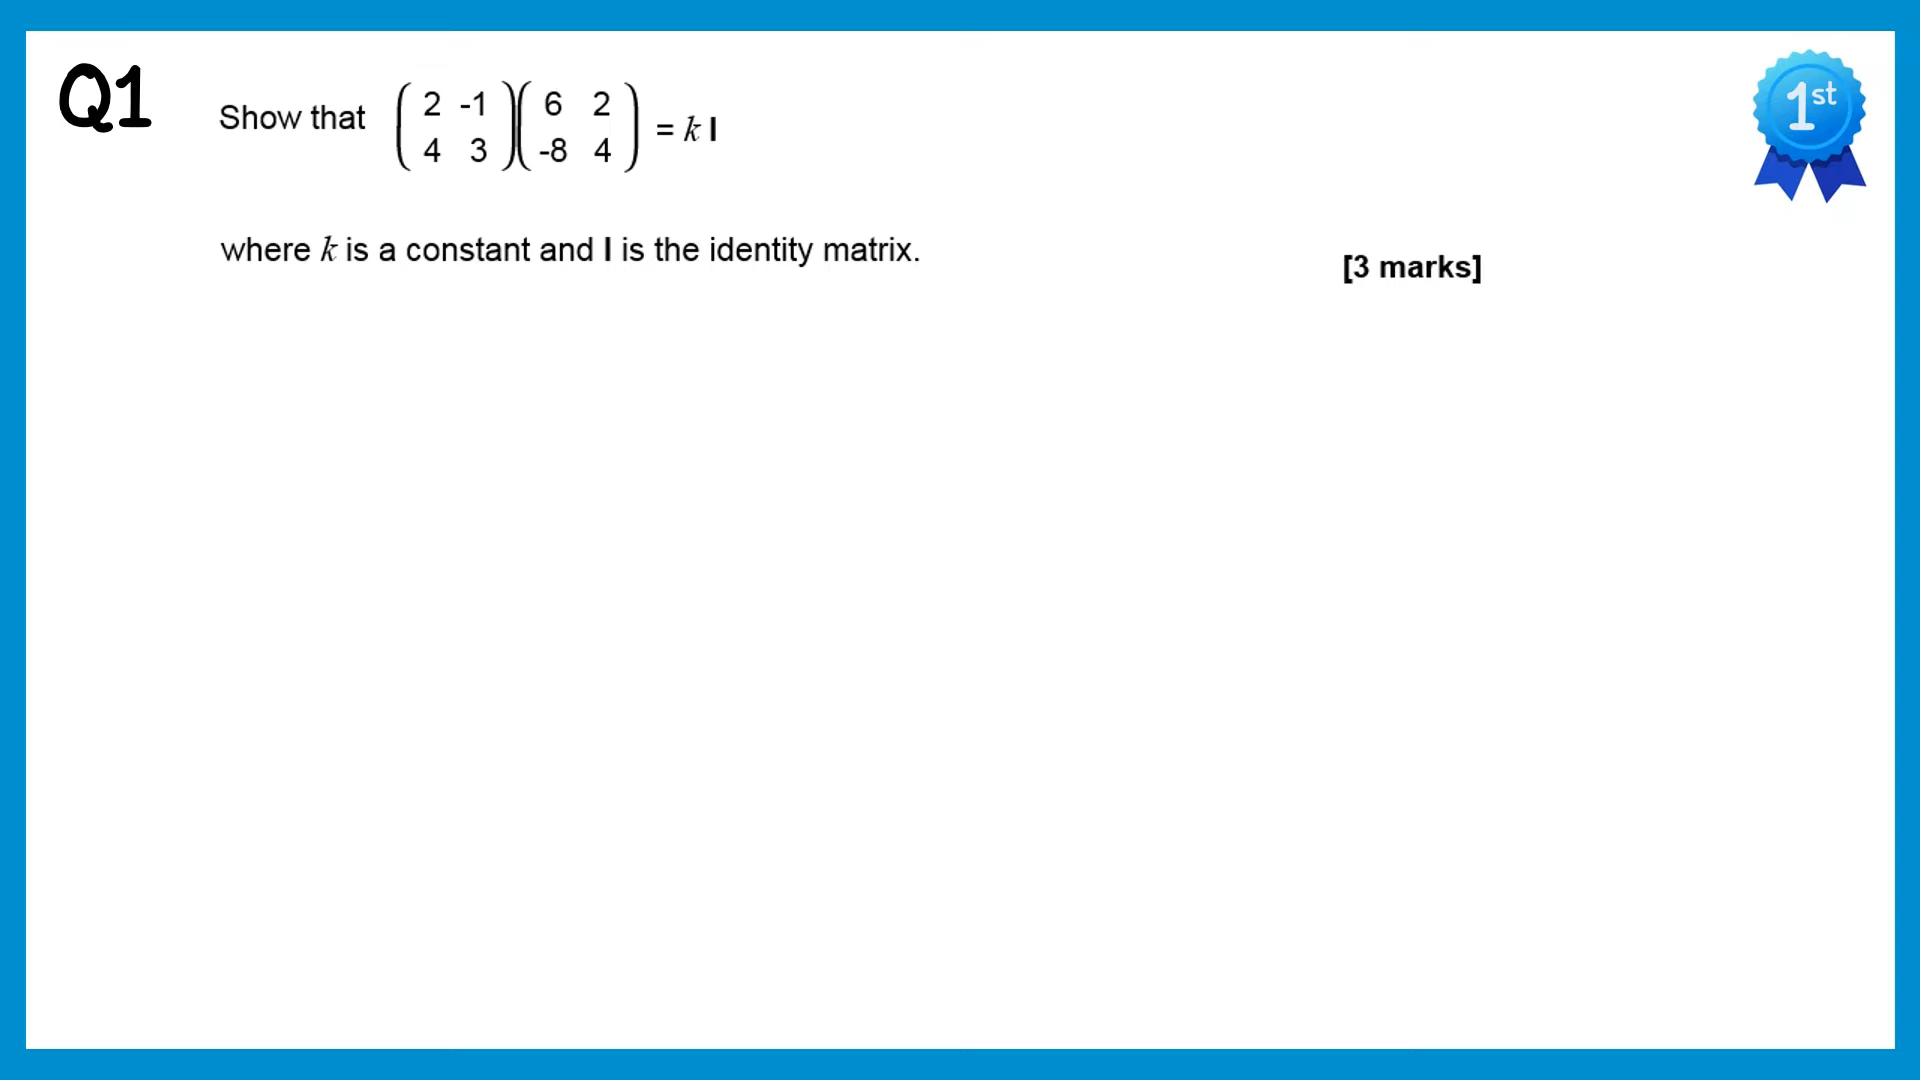 Q1
1st
Show that ( 2 -1 ) ( 6 2 ) = k I
( 4 3 ) ( -8 4 )
where k is a constant and I is the identity matrix.
[3 marks]